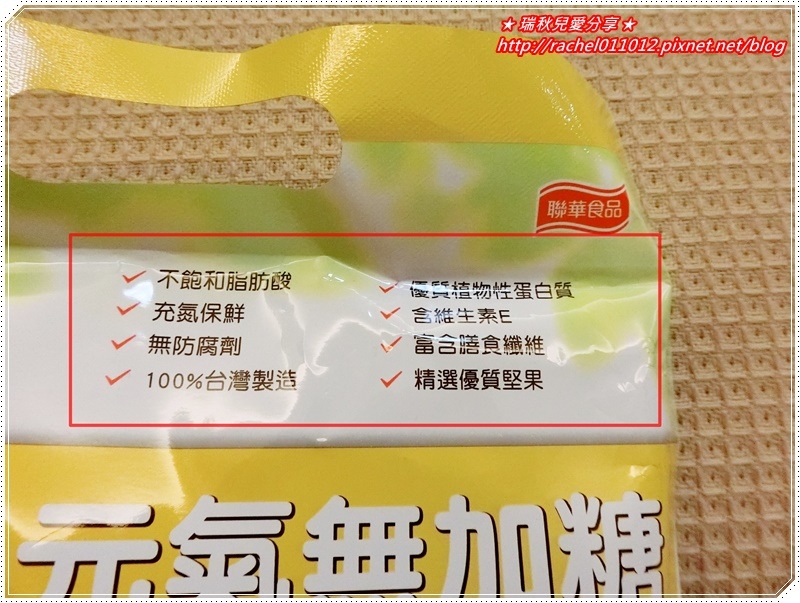 ★瑞秋兒愛分享★
http://rachel011012.pixnet.net/blog
聯華食品
不飽和脂肪酸
充氮保鮮
無防腐劑
100%台灣製造
優質植物性蛋白質
含維生素E
富含膳食纖維
精選優質堅果
元氣無加糖